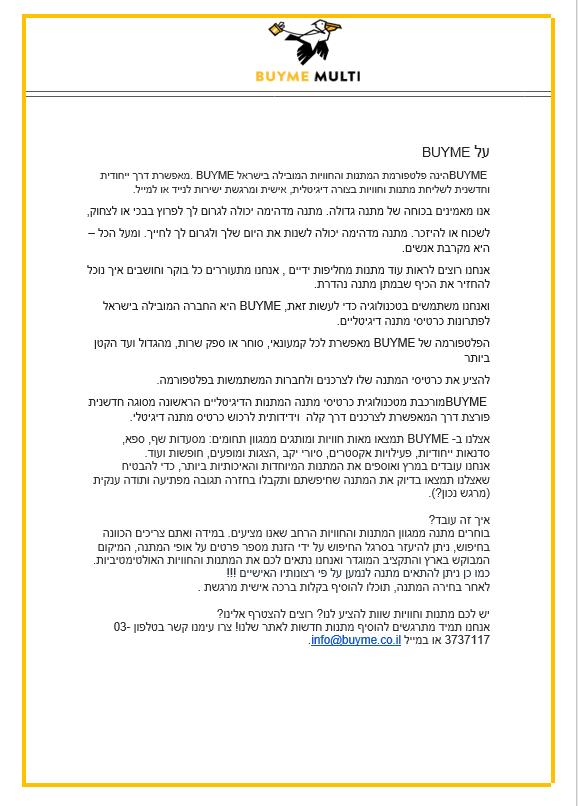 BUYME MULTI
על BUYME
BUYMEהינה פלטפורמת המתנות והחוויות המובילה בישראל BUYME .מאפשרת דרך ייחודית
וחדשנית לשליחת מתנות וחוויות בצורה דיגיטלית, אישית ומרגשת ישירות לנייד או למייל.
אנו מאמינים בכוחה של מתנה גדולה. מתנה מדהימה יכולה לגרום לך לפרוץ בבכי או לצחוק,
לשכוח או להיזכר. מתנה מדהימה יכולה לשנות את היום שלך ולגרום לך לחייך. ומעל הכל –
היא מקרבת אנשים.
אנחנו רוצים לראות עוד מתנות מחליפות ידיים , אנחנו מתעוררים כל בוקר וחושבים איך נוכל
להחזיר את הכיף שבמתן מתנה נהדרת.
ואנחנו משתמשים בטכנולוגיה כדי לעשות זאת, BUYME היא החברה המובילה בישראל
לפתרונות כרטיסי מתנה דיגיטליים.
הפלטפורמה של BUYME מאפשרת לכל קמעונאי, סוחר או ספק שרות, מהגדול ועד הקטן
ביותר
להציע את כרטיסי המתנה שלו לצרכנים ולחברות המשתמשות בפלטפורמה.
BUYMEמורכבת מטכנולוגית כרטיסי מתנה המתנות הדיגיטליים הראשונה מסוגה חדשנית
פורצת דרך המאפשרת לצרכנים דרך קלה וידידותית לרכוש כרטיס מתנה דיגיטלי.
אצלנו ב- BUYME תמצאו מאות חוויות ומותגים ממגוון תחומים: מסעדות שף, ספא,
סדנאות ייחודיות, פעילויות אקסטרים, סיורי יקב ,הצגות ומופעים, חופשות ועוד.
אנחנו עובדים במרץ ואוספים את המתנות המיוחדות והאיכותיות ביותר, כדי להבטיח
שאצלנו תמצאו בדיוק את המתנה שחיפשתם ותקבלו בחזרה תגובה מפתיעה ותודה ענקית
(מרגש נכון?).
איך זה עובד?
בוחרים מתנה ממגוון המתנות והחוויות הרחב שאנו מציעים. במידה ואתם צריכים הכוונה
בחיפוש, ניתן להיעזר בסרגל החיפוש על ידי הזנת מספר פרטים על אופי המתנה, המיקום
המבוקש בארץ והתקציב המוגדר ואנחנו נתאים לכם את המתנות והחוויות האולטימטיביות.
כמו כן ניתן להתאים מתנה לנמען על פי רצונותיו האישיים !!!
לאחר בחירה המתנה, תוכלו להוסיף בקלות ברכה אישית מרגשת .
יש לכם מתנות וחוויות שוות להציע לנו? רוצים להצטרף אלינו?
אנחנו תמיד מתרגשים להוסיף מתנות חדשות לאתר שלנו! צרו עימנו קשר בטלפון 03-
3737117 או במייל info@buyme.co.il.